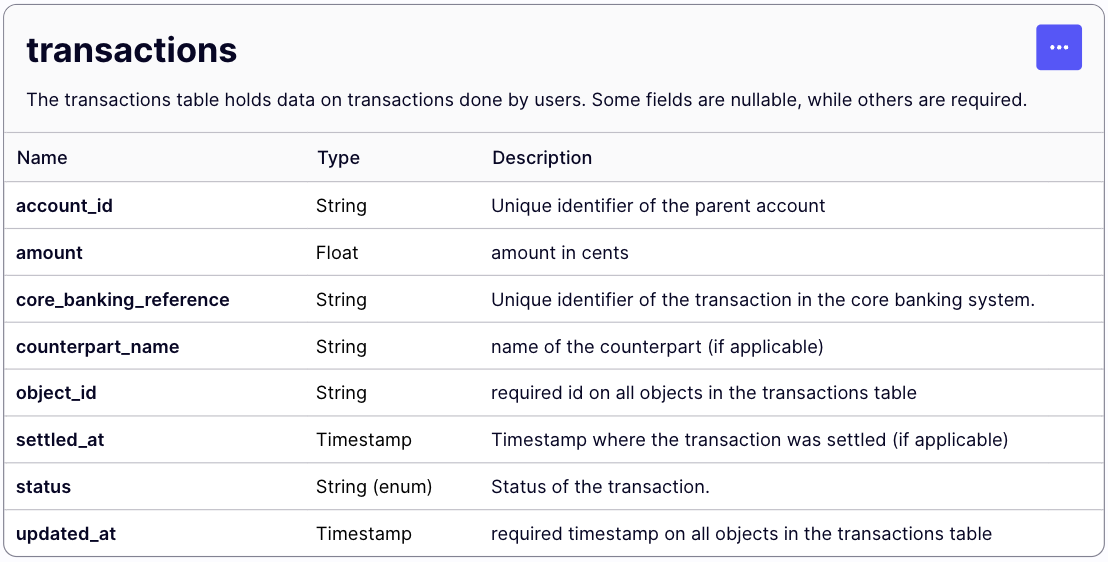 transactions
...
The transactions table holds data on transactions done by users. Some fields are nullable, while others are required.
Name Type Description
account_id String Unique identifier of the parent account
amount Float amount in cents
core_banking_reference String Unique identifier of the transaction in the core banking system.
counterpart_name String name of the counterpart (if applicable)
object_id String required id on all objects in the transactions table
settled_at Timestamp Timestamp where the transaction was settled (if applicable)
status String (enum) Status of the transaction.
updated_at Timestamp required timestamp on all objects in the transactions table